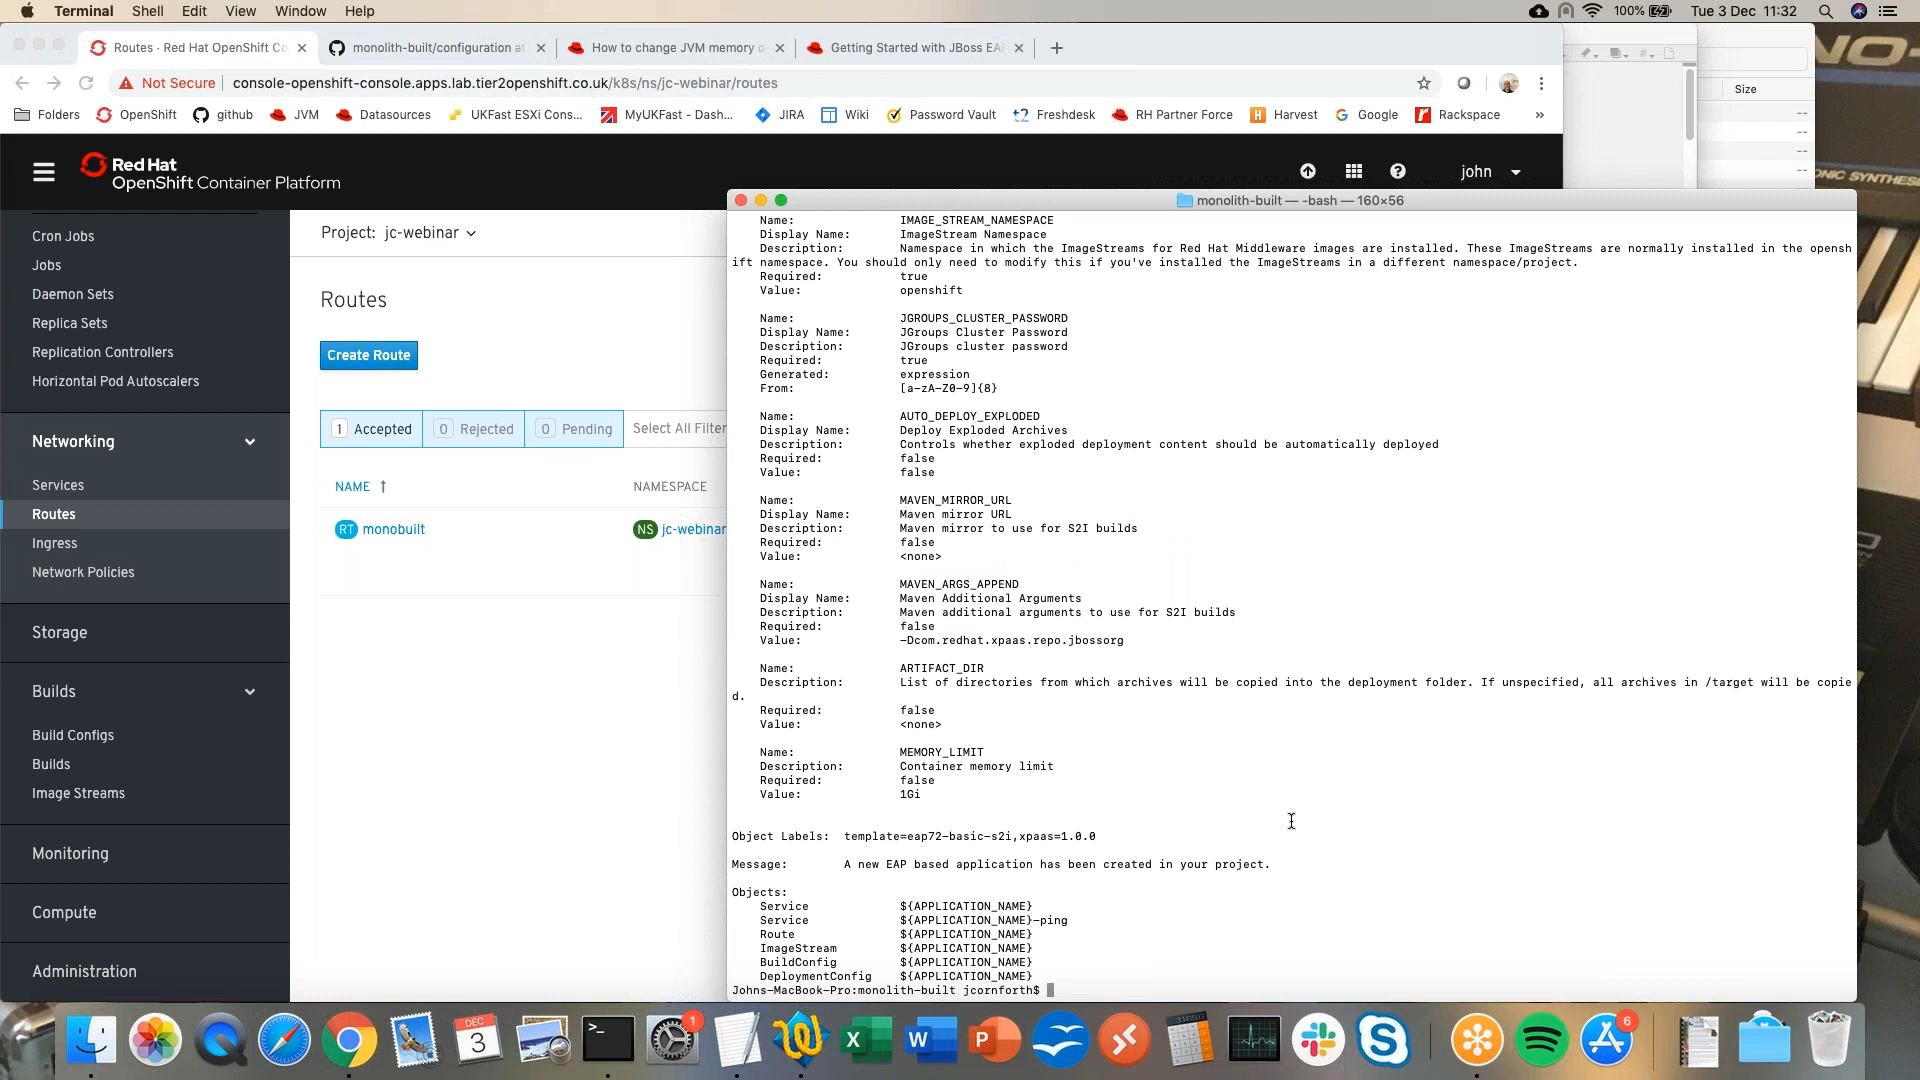 Terminal Shell Edit View Window Help
100% Tue 3 Dec 11:32
Routes · Red Hat OpenShift Co
monolith-built/configuration at
How to change JVM memory o
Getting Started with JBoss EAP
Not Secure console-openshift-console.apps.lab.tier2openshift.co.uk/k8s/ns/jc-webinar/routes
Folders OpenShift github JVM Datasources UKFast ESXi Cons... MyUKFast - Dash... JIRA Wiki Password Vault Freshdesk RH Partner Force Harvest Google Rackspace »
Size
Red Hat
OpenShift Container Platform
john
Cron Jobs
Jobs
Daemon Sets
Replica Sets
Replication Controllers
Horizontal Pod Autoscalers
Networking
Services
Routes
Ingress
Network Policies
Storage
Builds
Build Configs
Builds
Image Streams
Monitoring
Compute
Administration
Project: jc-webinar
Routes
Create Route
1 Accepted 0 Rejected 0 Pending Select All Filter
NAME NAMESPACE
RT monobuilt NS jc-webinar
monolith-built — -bash — 160×56
Name: IMAGE_STREAM_NAMESPACE
Display Name: ImageStream Namespace
Description: Namespace in which the ImageStreams for Red Hat Middleware images are installed. These ImageStreams are normally installed in the opensh
ift namespace. You should only need to modify this if you've installed the ImageStreams in a different namespace/project.
Required: true
Value: openshift
Name: JGROUPS_CLUSTER_PASSWORD
Display Name: JGroups Cluster Password
Description: JGroups cluster password
Required: true
Generated: expression
From: [a-zA-Z0-9]{8}
Name: AUTO_DEPLOY_EXPLODED
Display Name: Deploy Exploded Archives
Description: Controls whether exploded deployment content should be automatically deployed
Required: false
Value: false
Name: MAVEN_MIRROR_URL
Display Name: Maven mirror URL
Description: Maven mirror to use for S2I builds
Required: false
Value: <none>
Name: MAVEN_ARGS_APPEND
Display Name: Maven Additional Arguments
Description: Maven additional arguments to use for S2I builds
Required: false
Value: -Dcom.redhat.xpaas.repo.jbossorg
Name: ARTIFACT_DIR
Description: List of directories from which archives will be copied into the deployment folder. If unspecified, all archives in /target will be copie
d.
Required: false
Value: <none>
Name: MEMORY_LIMIT
Description: Container memory limit
Required: false
Value: 1Gi
Object Labels: template=eap72-basic-s2i,xpaas=1.0.0
Message: A new EAP based application has been created in your project.
Objects:
Service ${APPLICATION_NAME}
Service ${APPLICATION_NAME}-ping
Route ${APPLICATION_NAME}
ImageStream ${APPLICATION_NAME}
BuildConfig ${APPLICATION_NAME}
DeploymentConfig ${APPLICATION_NAME}
Johns-MacBook-Pro:monolith-built jcornforth$
DEC
3
1
6